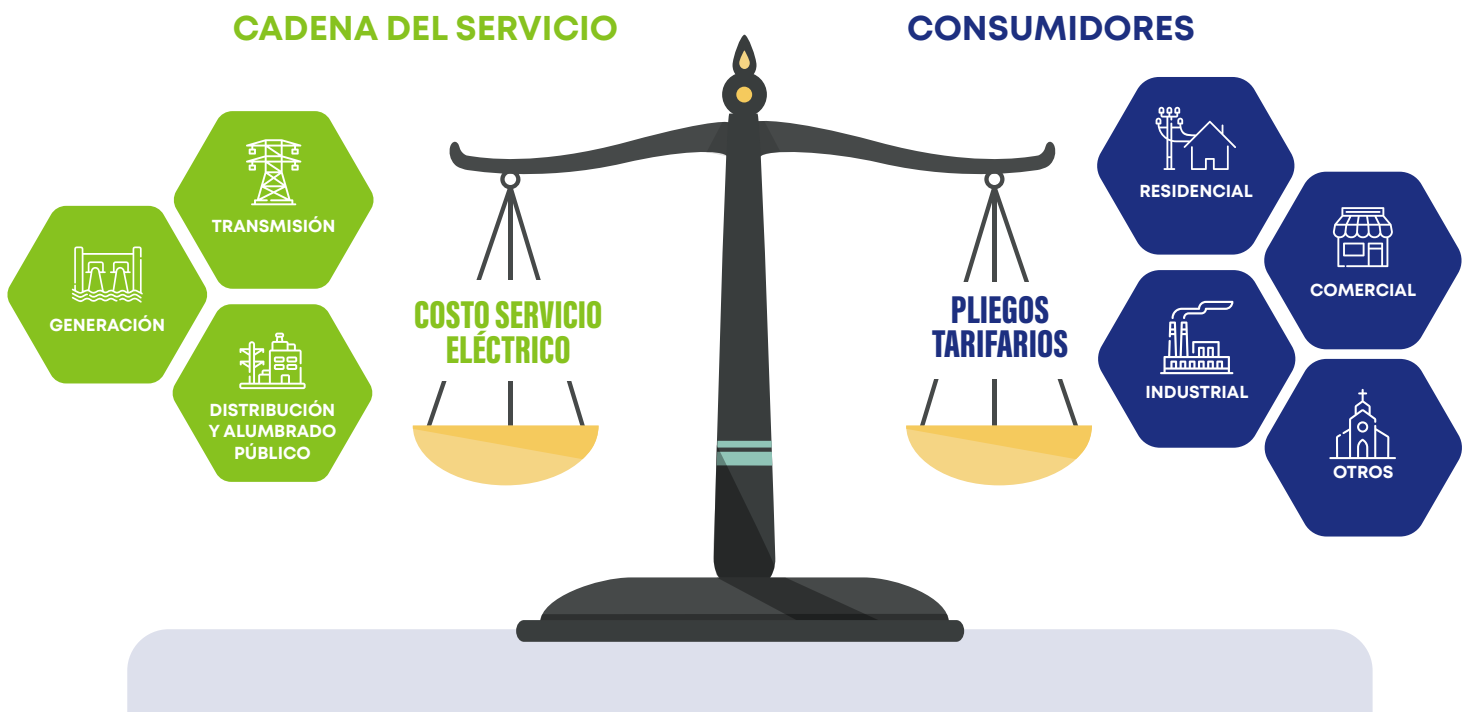 CADENA DEL SERVICIO
CONSUMIDORES
TRANSMISIÓN
GENERACIÓN
DISTRIBUCIÓN
Y ALUMBRADO
PÚBLICO
COSTO SERVICIO
ELÉCTRICO
PLIEGOS
TARIFARIOS
RESIDENCIAL
COMERCIAL
INDUSTRIAL
OTROS